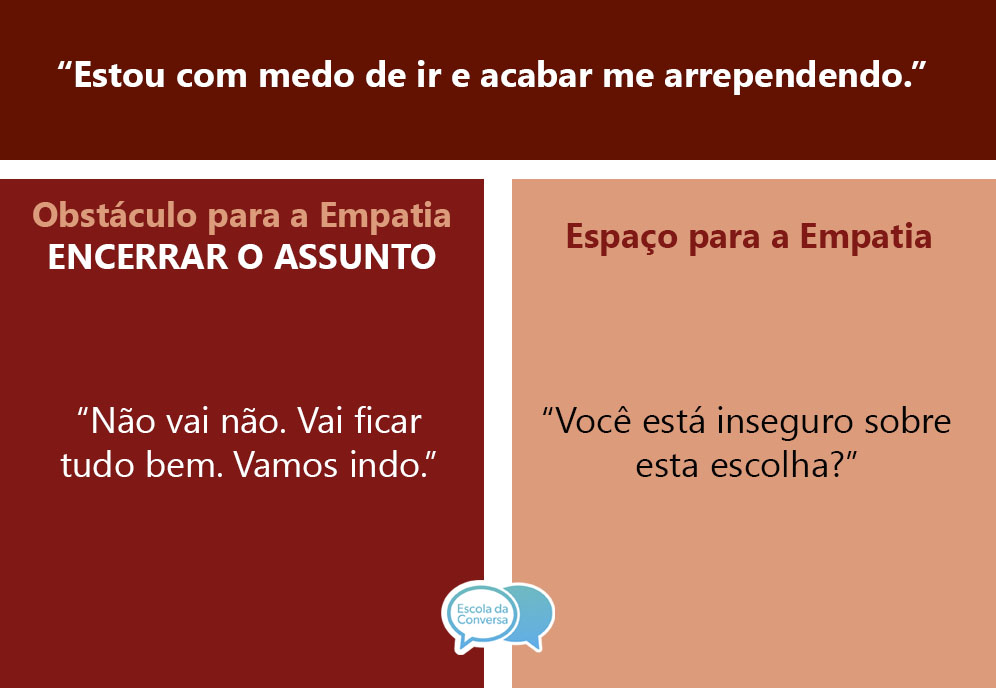 “Estou com medo de ir e acabar me arrependendo.”
Obstáculo para a Empatia
ENCERRAR O ASSUNTO
“Não vai não. Vai ficar
tudo bem. Vamos indo.”
Espaço para a Empatia
“Você está inseguro sobre
esta escolha?”
Escola da
Conversa